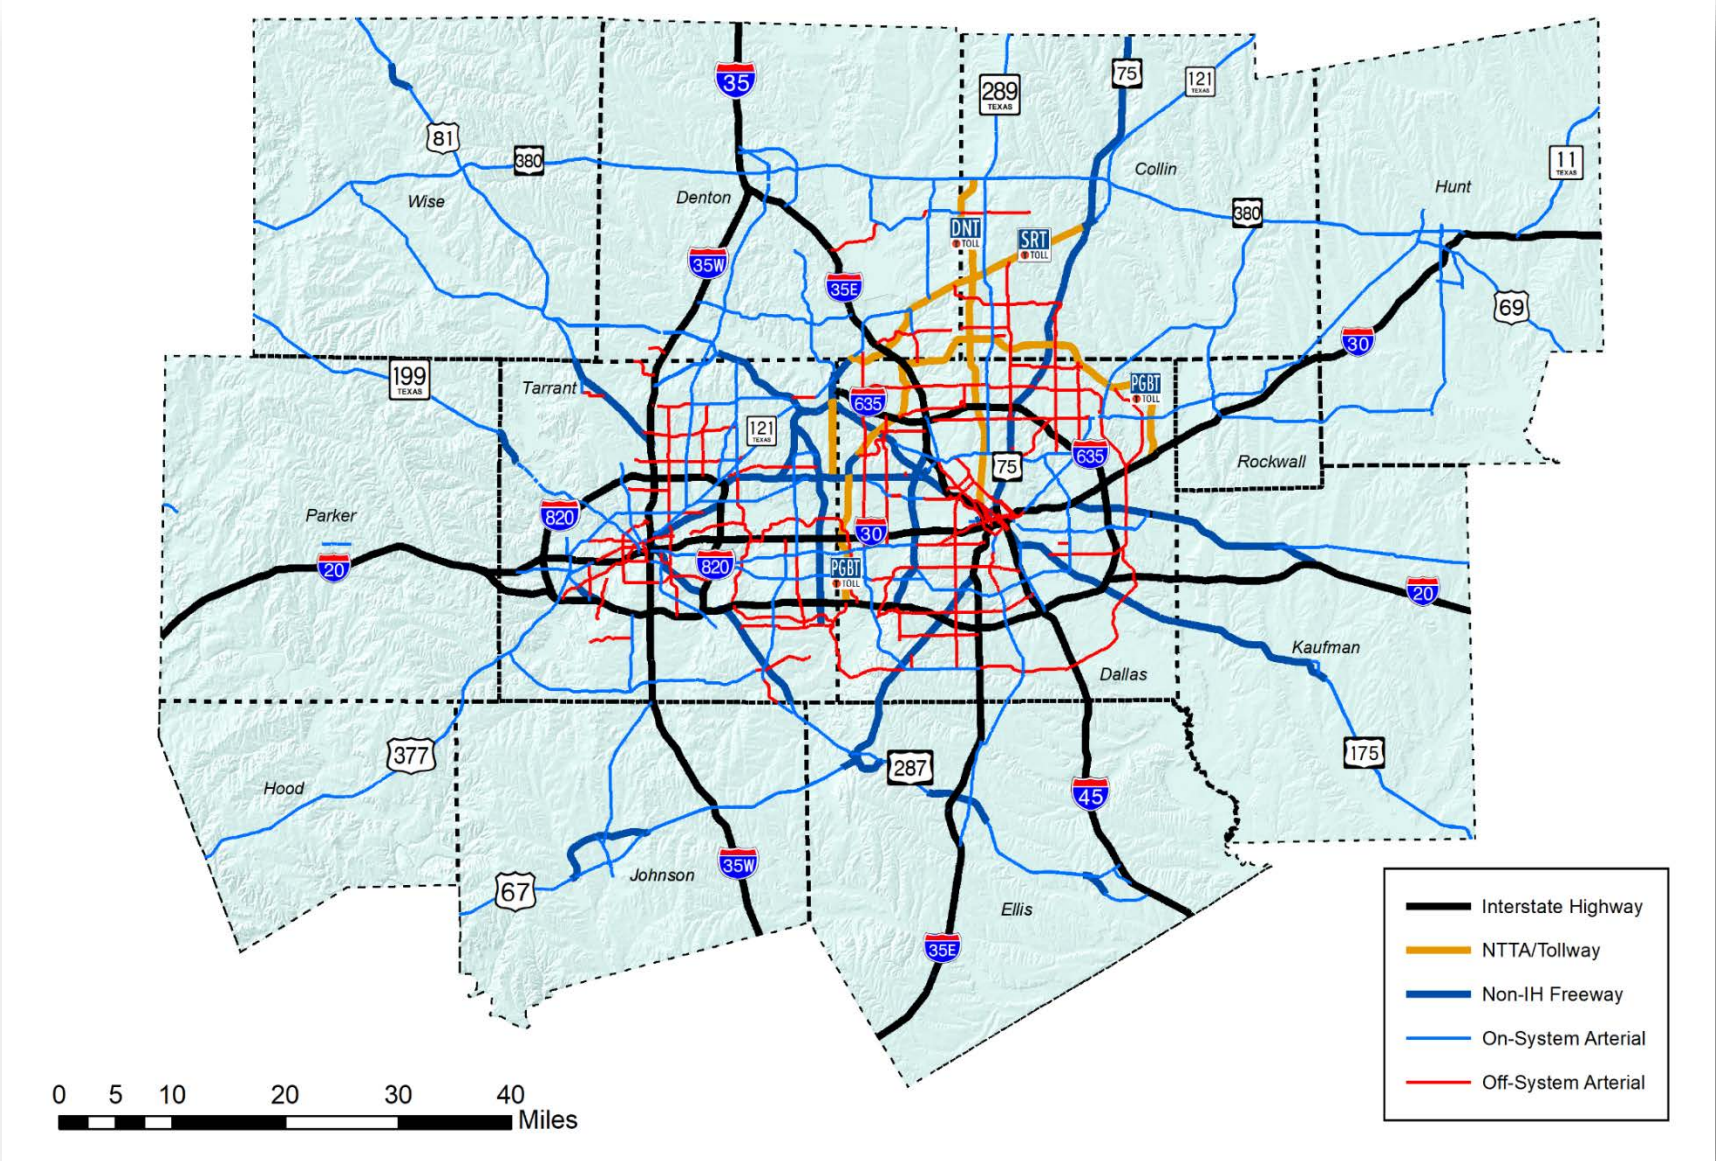 35
289
TEXAS
75
121
TEXAS
81
380
11
TEXAS
Collin
Hunt
Denton
Wise
380
DNT
TOLL
SRT
TOLL
35W
35E
69
30
199
TEXAS
Tarrant
PGBT
TOLL
635
121
TEXAS
635
75
Rockwall
Parker
820
30
820
20
PGBT
TOLL
20
Kaufman
Dallas
377
287
175
Hood
45
35W
Johnson
67
Ellis
35E
Interstate Highway
NTTA/Tollway
Non-IH Freeway
On-System Arterial
Off-System Arterial
0 5 10 20 30 40
Miles